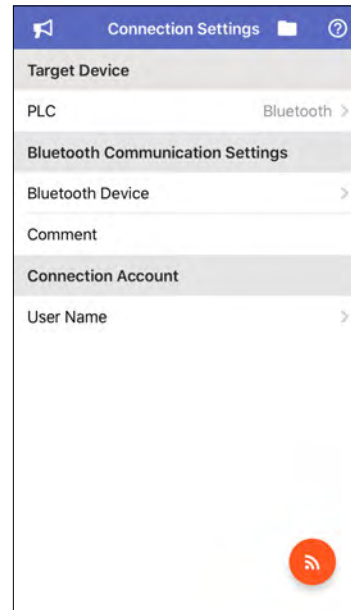 Connection Settings
Target Device
PLC Bluetooth >
Bluetooth Communication Settings
Bluetooth Device >
Comment
Connection Account
User Name >